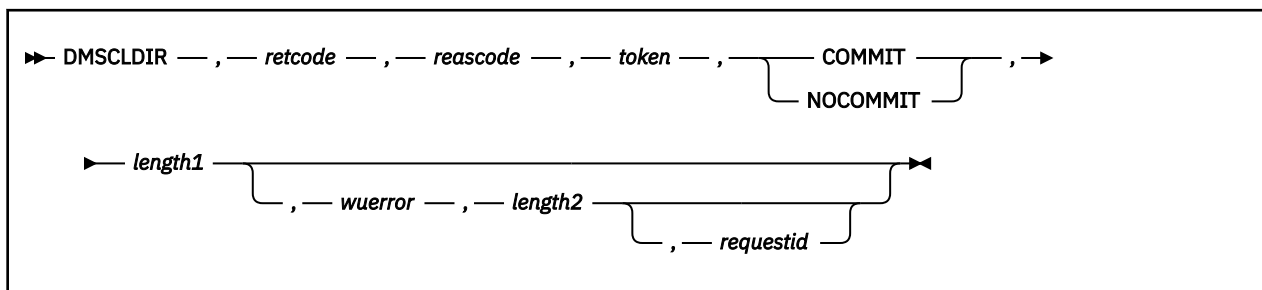 DMSCLDIR , retcode , reascode , token , COMMIT ,
NOCOMMIT
length1
, wuerror , length2
, requestid